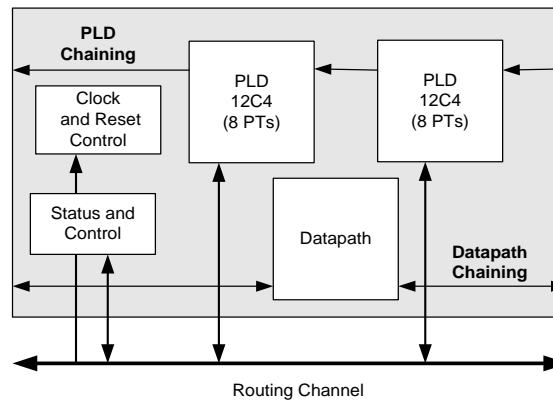 PLD
Chaining
PLD
12C4
(8 PTs)
PLD
12C4
(8 PTs)
Clock
and Reset
Control
Status and
Control
Datapath
Datapath
Chaining
Routing Channel